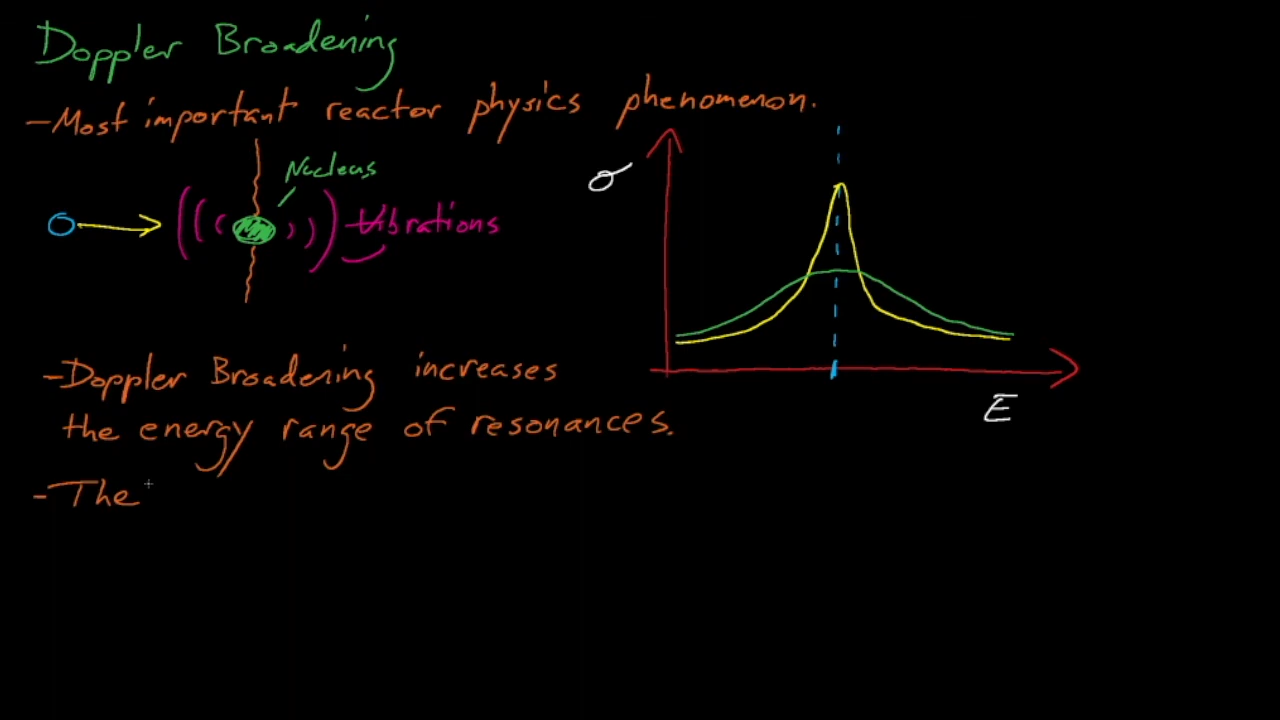 Doppler Broadening
-Most important reactor physics phenomenon.
Nucleus
σ
Vibrations
-Doppler Broadening increases
the energy range of resonances.
E
-The